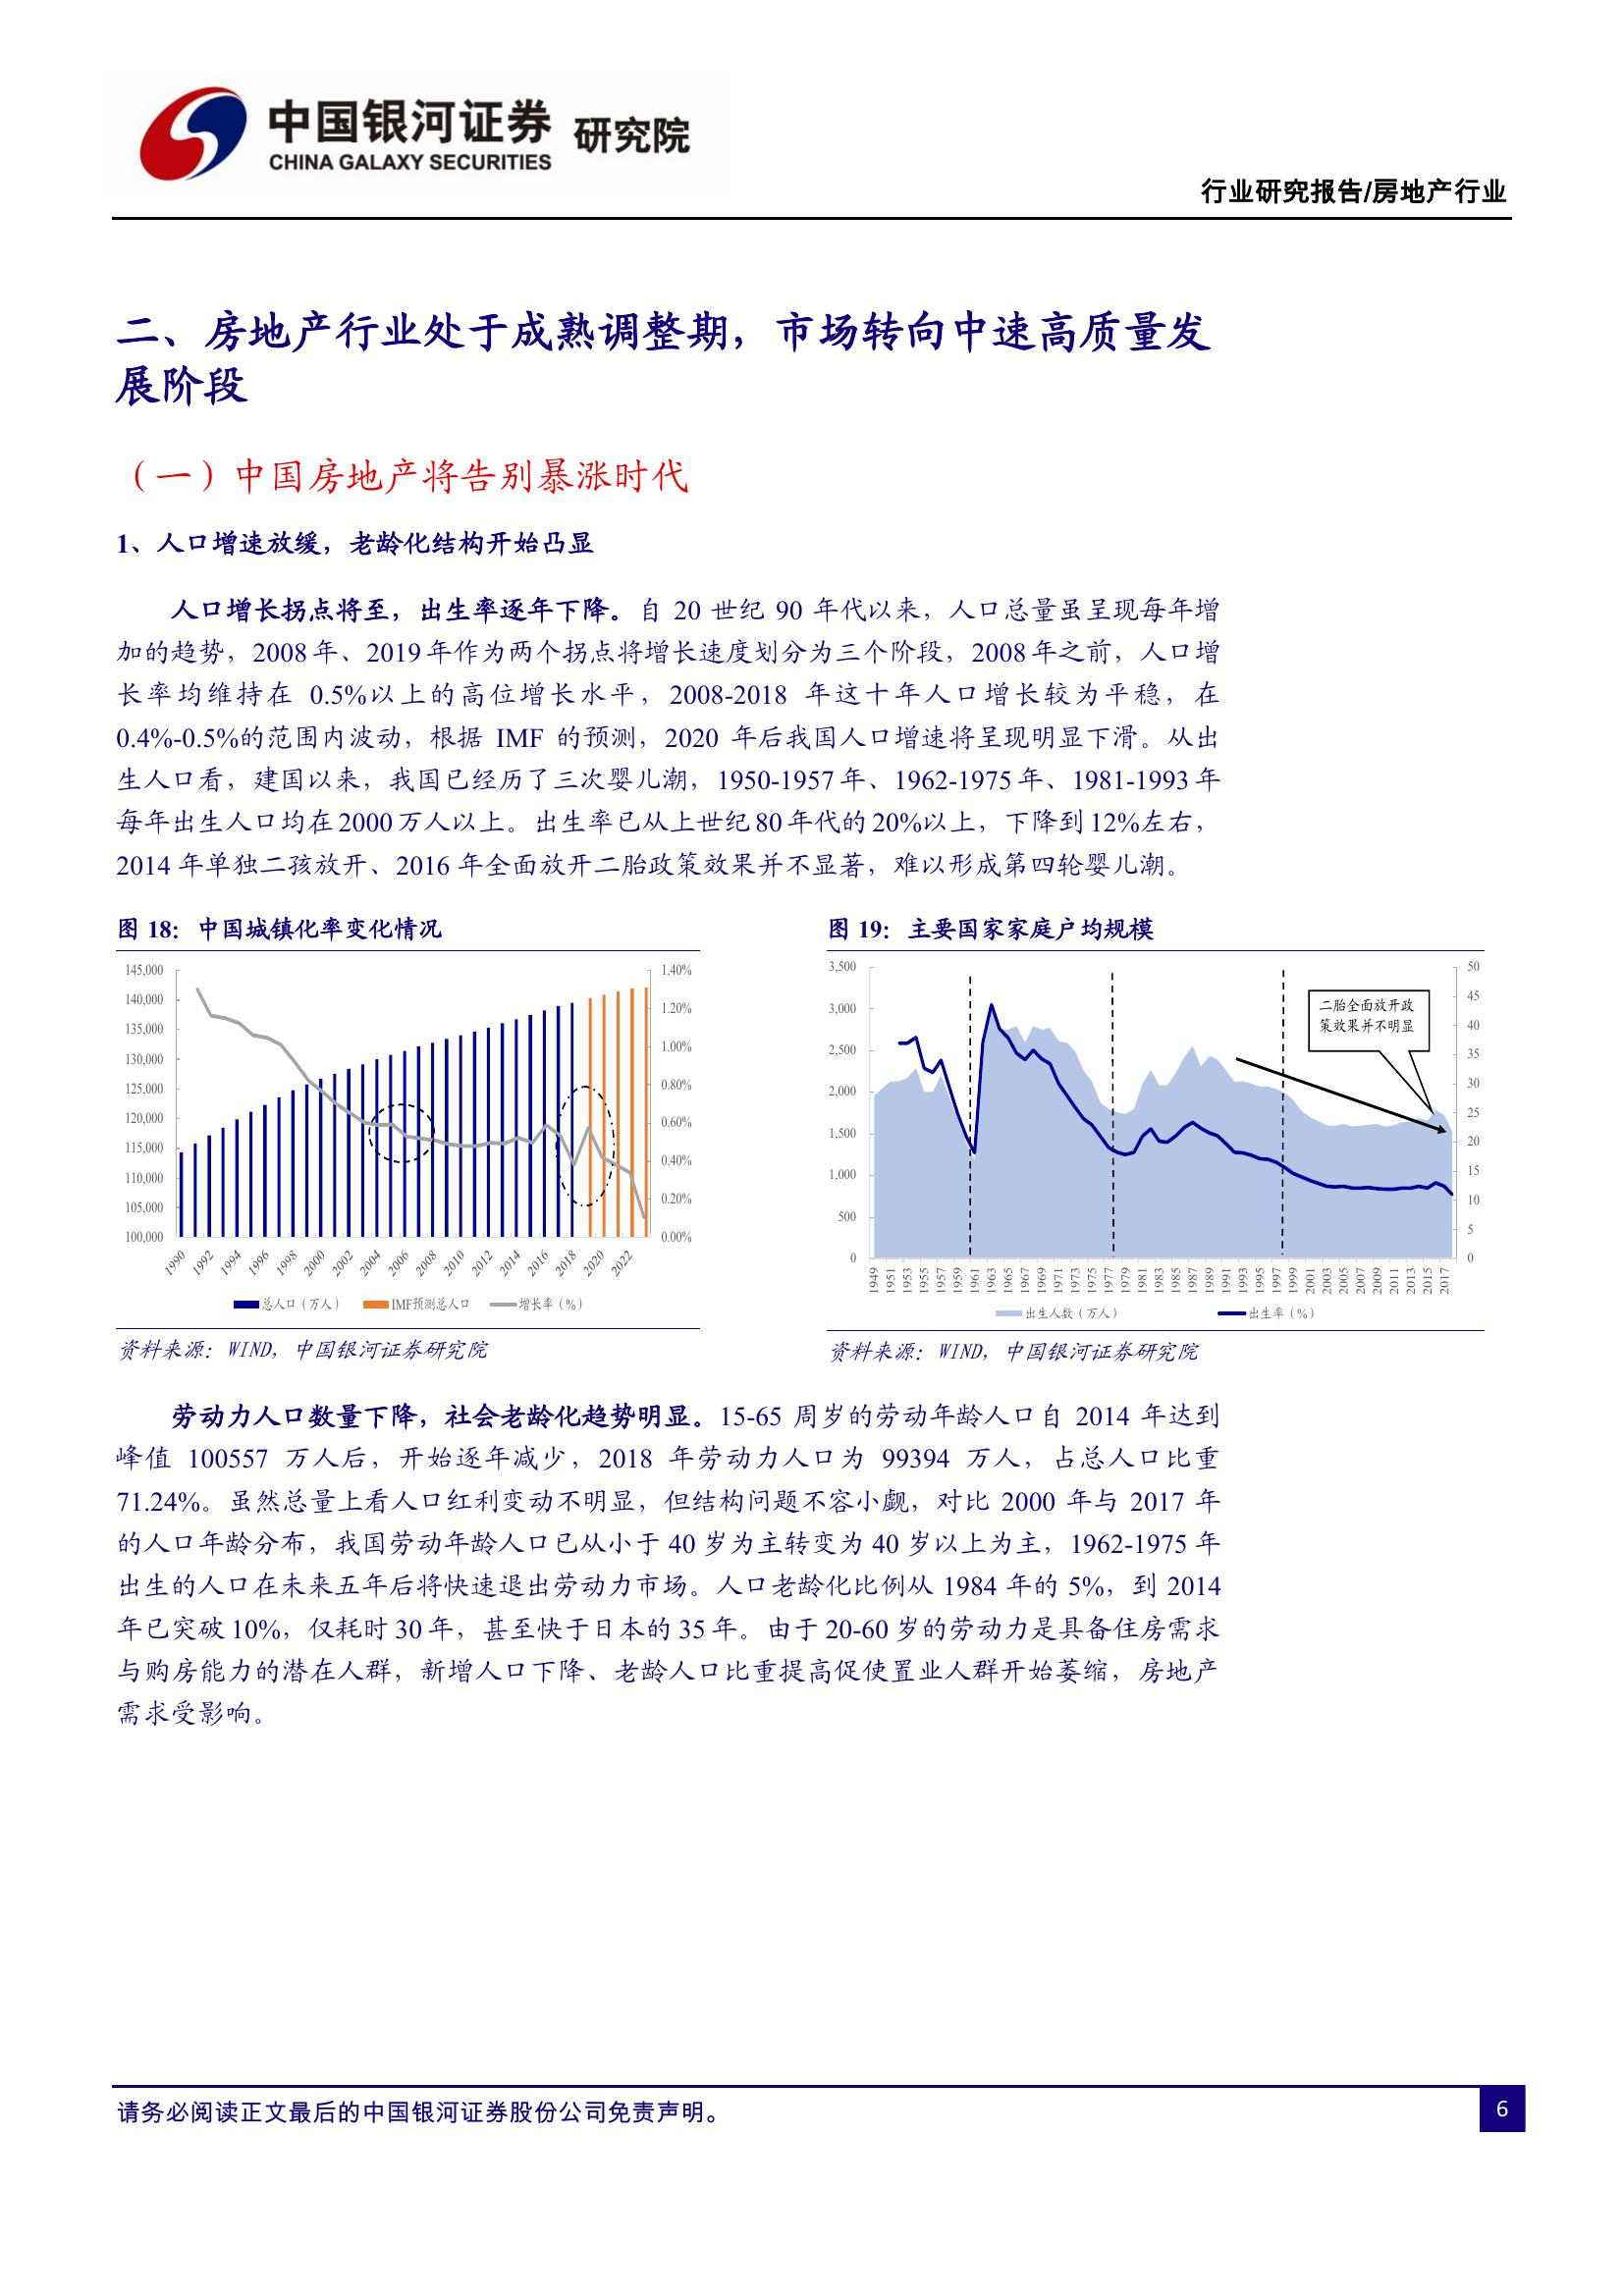 中国银河证券 研究院
CHINA GALAXY SECURITIES
行业研究报告/房地产行业
二、房地产行业处于成熟调整期，市场转向中速高质量发
展阶段
（一）中国房地产将告别暴涨时代
1、人口增速放缓，老龄化结构开始凸显
人口增长拐点将至，出生率逐年下降。自 20 世纪 90 年代以来，人口总量虽呈现每年增
加的趋势，2008 年、2019 年作为两个拐点将增长速度划分为三个阶段，2008 年之前，人口增
长率均维持在 0.5%以上的高位增长水平，2008-2018 年这十年人口增长较为平稳，在
0.4%-0.5%的范围内波动，根据 IMF 的预测，2020 年后我国人口增速将呈现明显下滑。从出
生人口看，建国以来，我国已经历了三次婴儿潮，1950-1957 年、1962-1975 年、1981-1993 年
每年出生人口均在 2000 万人以上。出生率已从上世纪 80 年代的 20%以上，下降到 12%左右，
2014 年单独二孩放开、2016 年全面放开二胎政策效果并不显著，难以形成第四轮婴儿潮。
图 18：中国城镇化率变化情况
145,000
140,000
135,000
130,000
125,000
120,000
115,000
110,000
105,000
100,000
1.40%
1.20%
1.00%
0.80%
0.60%
0.40%
0.20%
0.00%
1990 1992 1994 1996 1998 2000 2002 2004 2006 2008 2010 2012 2014 2016 2018 2020 2022
总人口（万人） IMF预测总人口 增长率（%）
资料来源：WIND，中国银河证券研究院
图 19：主要国家家庭户均规模
3,500
3,000
2,500
2,000
1,500
1,000
500
0
50
45
40
35
30
25
20
15
10
5
0
二胎全面放开政
策效果并不明显
1949 1951 1953 1955 1957 1959 1961 1963 1965 1967 1969 1971 1973 1975 1977 1979 1981 1983 1985 1987 1989 1991 1993 1995 1997 1999 2001 2003 2005 2007 2009 2011 2013 2015 2017
出生人数（万人） 出生率（%）
资料来源：WIND，中国银河证券研究院
劳动力人口数量下降，社会老龄化趋势明显。15-65 周岁的劳动年龄人口自 2014 年达到
峰值 100557 万人后，开始逐年减少，2018 年劳动力人口为 99394 万人，占总人口比重
71.24%。虽然总量上看人口红利变动不明显，但结构问题不容小觑，对比 2000 年与 2017 年
的人口年龄分布，我国劳动年龄人口已从小于 40 岁为主转变为 40 岁以上为主，1962-1975 年
出生的人口在未来五年后将快速退出劳动力市场。人口老龄化比例从 1984 年的 5%，到 2014
年已突破 10%，仅耗时 30 年，甚至快于日本的 35 年。由于 20-60 岁的劳动力是具备住房需求
与购房能力的潜在人群，新增人口下降、老龄人口比重提高促使置业人群开始萎缩，房地产
需求受影响。
请务必阅读正文最后的中国银河证券股份公司免责声明。
6